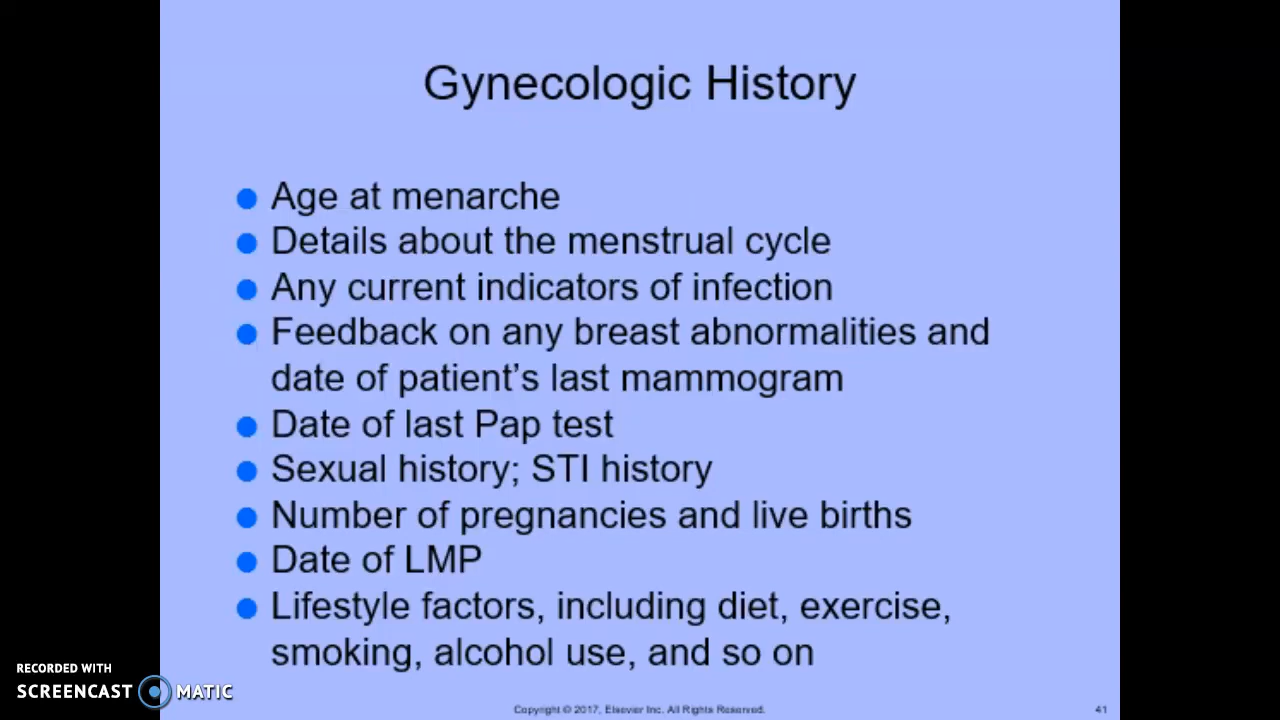 Gynecologic History
Age at menarche
Details about the menstrual cycle
Any current indicators of infection
Feedback on any breast abnormalities and
date of patient's last mammogram
Date of last Pap test
Sexual history; STI history
Number of pregnancies and live births
Date of LMP
Lifestyle factors, including diet, exercise,
smoking, alcohol use, and so on
RECORDED WITH
SCREENCAST MATIC
Copyright © 2017, Elsevier Inc. All Rights Reserved.
41